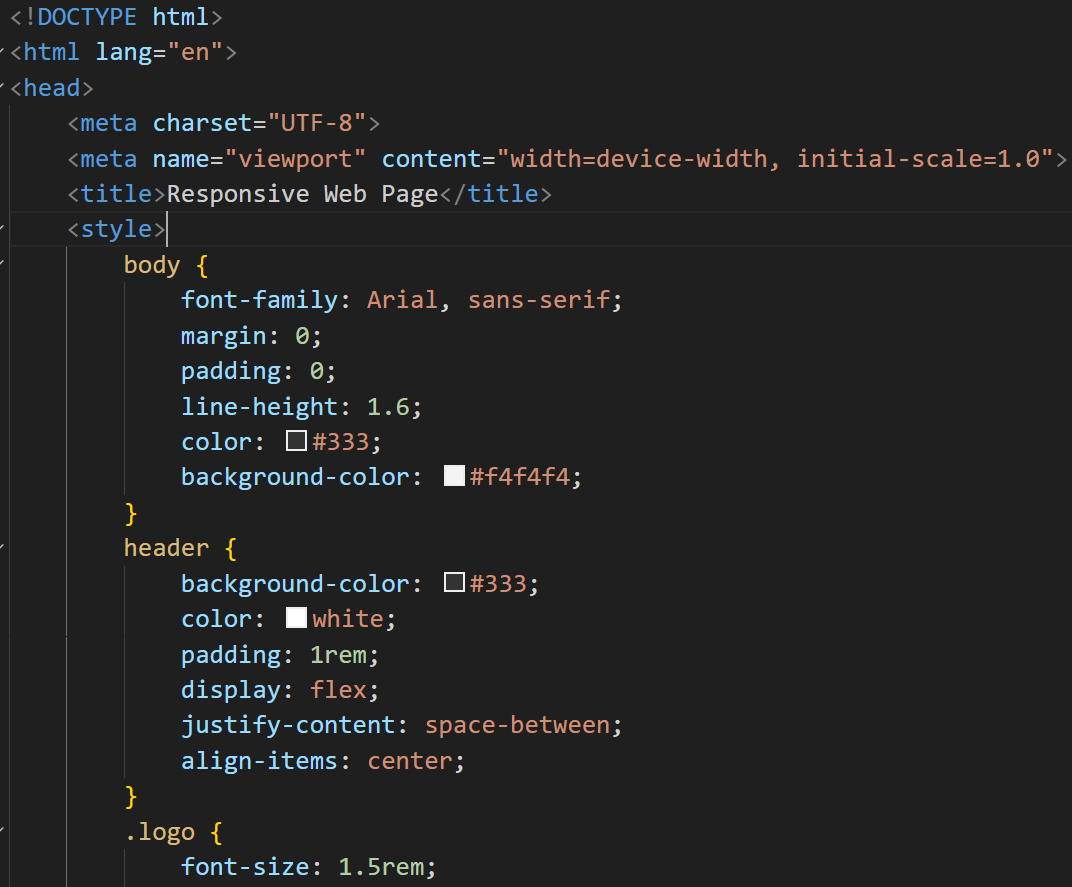 <!DOCTYPE html>
<html lang="en">
<head>
    <meta charset="UTF-8">
    <meta name="viewport" content="width=device-width, initial-scale=1.0">
    <title>Responsive Web Page</title>
    <style>
        body {
            font-family: Arial, sans-serif;
            margin: 0;
            padding: 0;
            line-height: 1.6;
            color: #333;
            background-color: #f4f4f4;
        }
        header {
            background-color: #333;
            color: white;
            padding: 1rem;
            display: flex;
            justify-content: space-between;
            align-items: center;
        }
        .logo {
            font-size: 1.5rem;